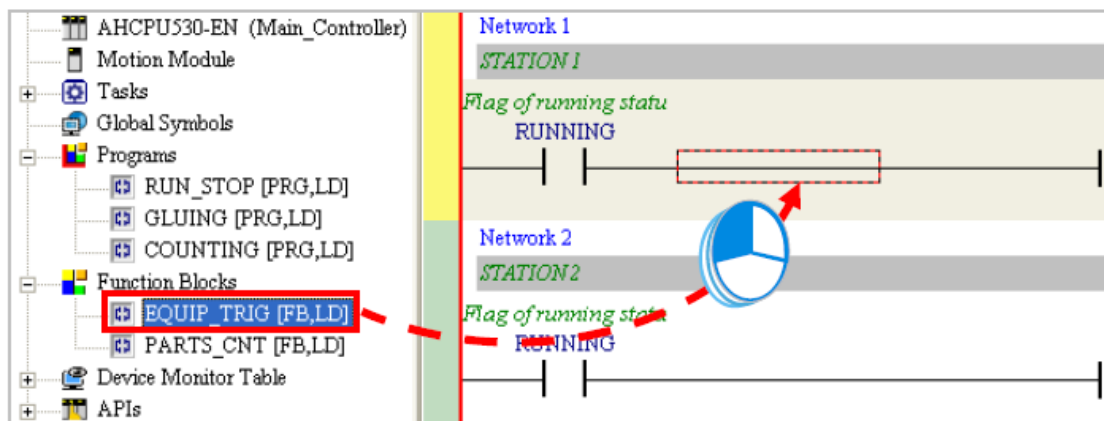 AHCPU530-EN (Main_Controller)
Motion Module
Tasks
Global Symbols
Programs
RUN_STOP [PRG,LD]
GLUING [PRG,LD]
COUNTING [PRG,LD]
Function Blocks
EQUIP_TRIG [FB,LD]
PARTS_CNT [FB,LD]
Device Monitor Table
APIs
Network 1
STATION 1
Flag of running statu
RUNNING
Network 2
STATION 2
Flag of running statu
RUNNING